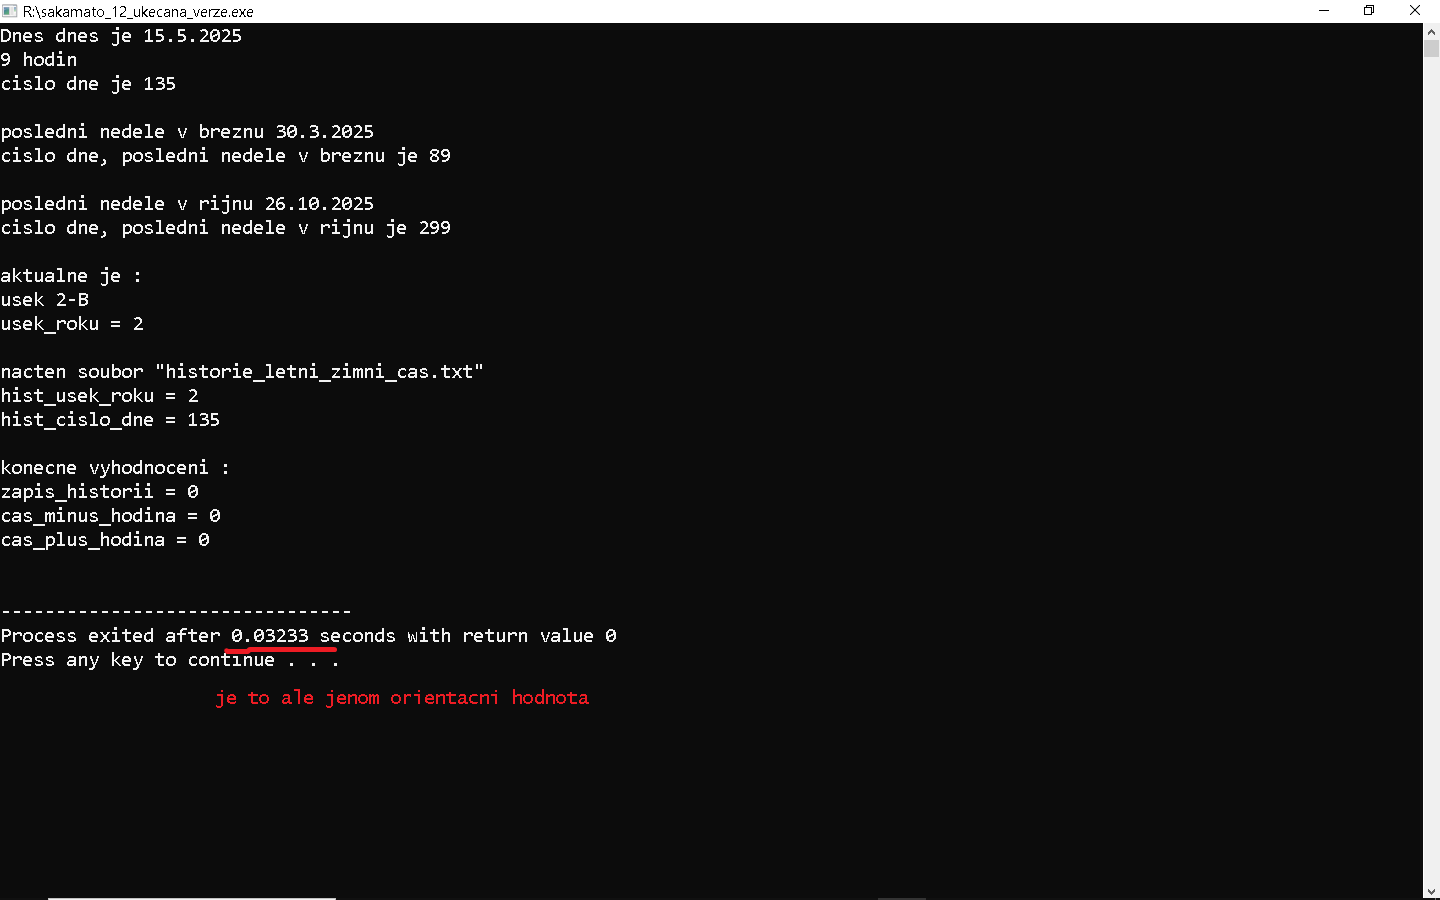 R:\sakamato_12_ukecana_verze.exe
Dnes dnes je 15.5.2025
9 hodin
cislo dne je 135
posledni nedele v breznu 30.3.2025
cislo dne, posledni nedele v breznu je 89
posledni nedele v rijnu 26.10.2025
cislo dne, posledni nedele v rijnu je 299
aktualne je :
usek 2-B
usek_roku = 2
nacten soubor "historie_letni_zimni_cas.txt"
hist_usek_roku = 2
hist_cislo_dne = 135
konecne vyhodnoceni :
zapis_historii = 0
cas_minus_hodina = 0
cas_plus_hodina = 0
--------------------------------
Process exited after 0.03233 seconds with return value 0
Press any key to continue . . .
je to ale jenom orientacni hodnota